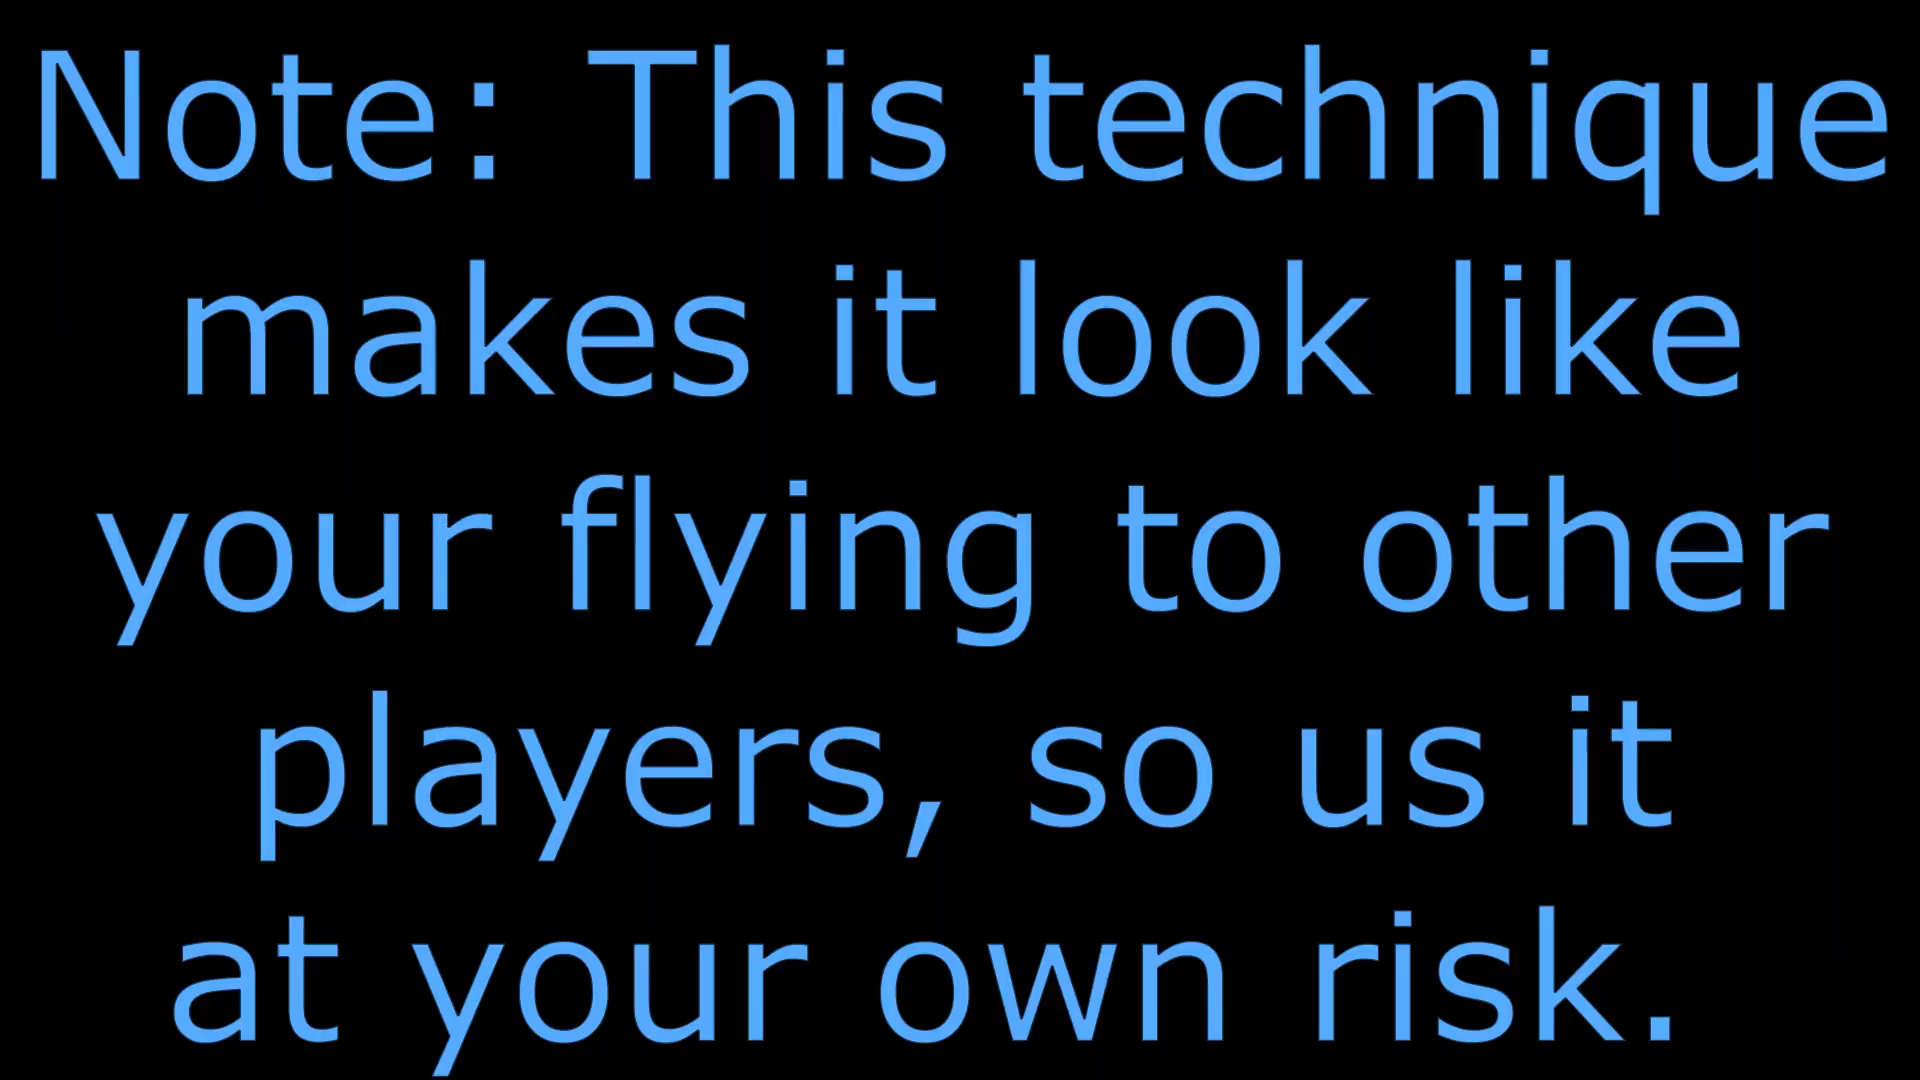 Note: This technique
makes it look like
your flying to other
players, so us it
at your own risk.